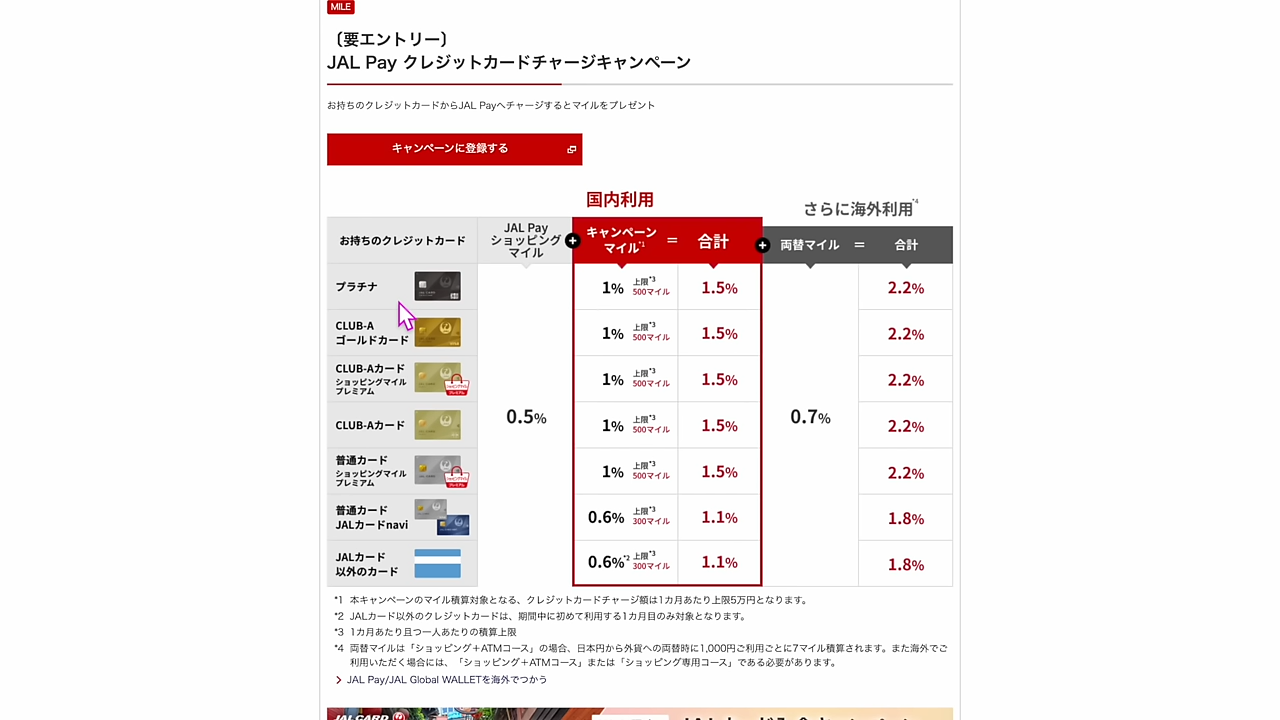 MILE
〔要エントリー〕
JAL Pay クレジットカードチャージキャンペーン
お持ちのクレジットカードからJAL Payへチャージするとマイルをプレゼント
キャンペーンに登録する
国内利用
さらに海外利用*4
お持ちのクレジットカード
JAL Pay
ショッピング
マイル
キャンペーン
マイル*1
=
合計
両替マイル = 合計
プラチナ
1% 上限*3
500マイル
1.5%
2.2%
CLUB-A
ゴールドカード
1% 上限*3
500マイル
1.5%
2.2%
CLUB-Aカード
ショッピングマイル
プレミアム
1% 上限*3
500マイル
1.5%
2.2%
0.5%
0.7%
CLUB-Aカード
1% 上限*3
500マイル
1.5%
2.2%
普通カード
ショッピングマイル
プレミアム
1% 上限*3
500マイル
1.5%
2.2%
普通カード
JALカードnavi
0.6% 上限*3
300マイル
1.1%
1.8%
JALカード
以外のカード
0.6%*2 上限*3
300マイル
1.1%
1.8%
*1 本キャンペーンのマイル積算対象となる、クレジットカードチャージ額は1カ月あたり上限5万円となります。
*2 JALカード以外のクレジットカードは、期間中に初めて利用する1カ月目のみ対象となります。
*3 1カ月あたり且つ一人あたりの積算上限
*4 両替マイルは「ショッピング＋ATMコース」の場合、日本円から外貨への両替時に1,000円ご利用ごとに7マイル積算されます。また海外でご
利用いただく場合には、「ショッピング＋ATMコース」または「ショッピング専用コース」である必要があります。
JAL Pay/JAL Global WALLETを海外でつかう
JALCARD